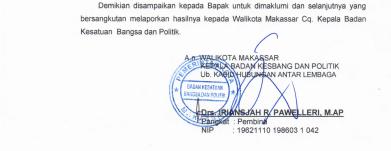 Demikian disampaikan kepada Bapak untuk dimaklumi dan selanjutnya yang
bersangkutan melaporkan hasilnya kepada Walikota Makassar Cq. Kepala Badan
Kesatuan Bangsa dan Politik.
A.n. WALIKOTA MAKASSAR
KEPALA BADAN KESBANG DAN POLITIK
Ub. KABID HUBUNGAN ANTAR LEMBAGA
BADAN KESATUAN
BANGSA DAN POLITIK
Drs. IRIANSJAH R. PAWELLERI, M.AP
Pangkat : Pembina
NIP : 19621110 198603 1 042